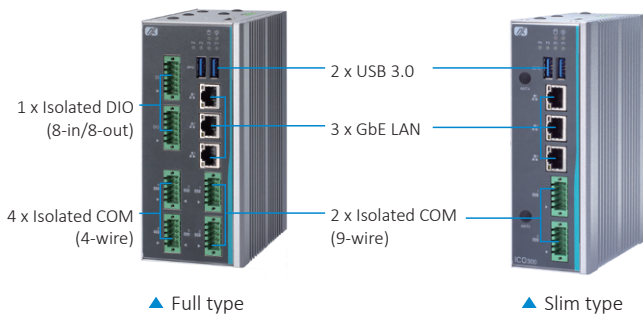 2 x USB 3.0
1 x Isolated DIO
(8-in/8-out)
3 x GbE LAN
4 x Isolated COM
(4-wire)
2 x Isolated COM
(9-wire)
ICO300
▲ Full type
▲ Slim type